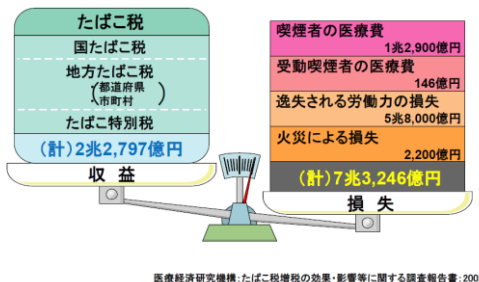 たばこ税
国たばこ税
地方たばこ税
(都道府県
市町村)
たばこ特別税
(計)2兆2,797億円
収益
喫煙者の医療費
1兆2,900億円
受動喫煙者の医療費
146億円
逸失される労働力の損失
5兆8,000億円
火災による損失
2,200億円
(計)7兆3,246億円
損失
医療経済研究機構:たばこ税増税の効果・影響等に関する調査報告書:200